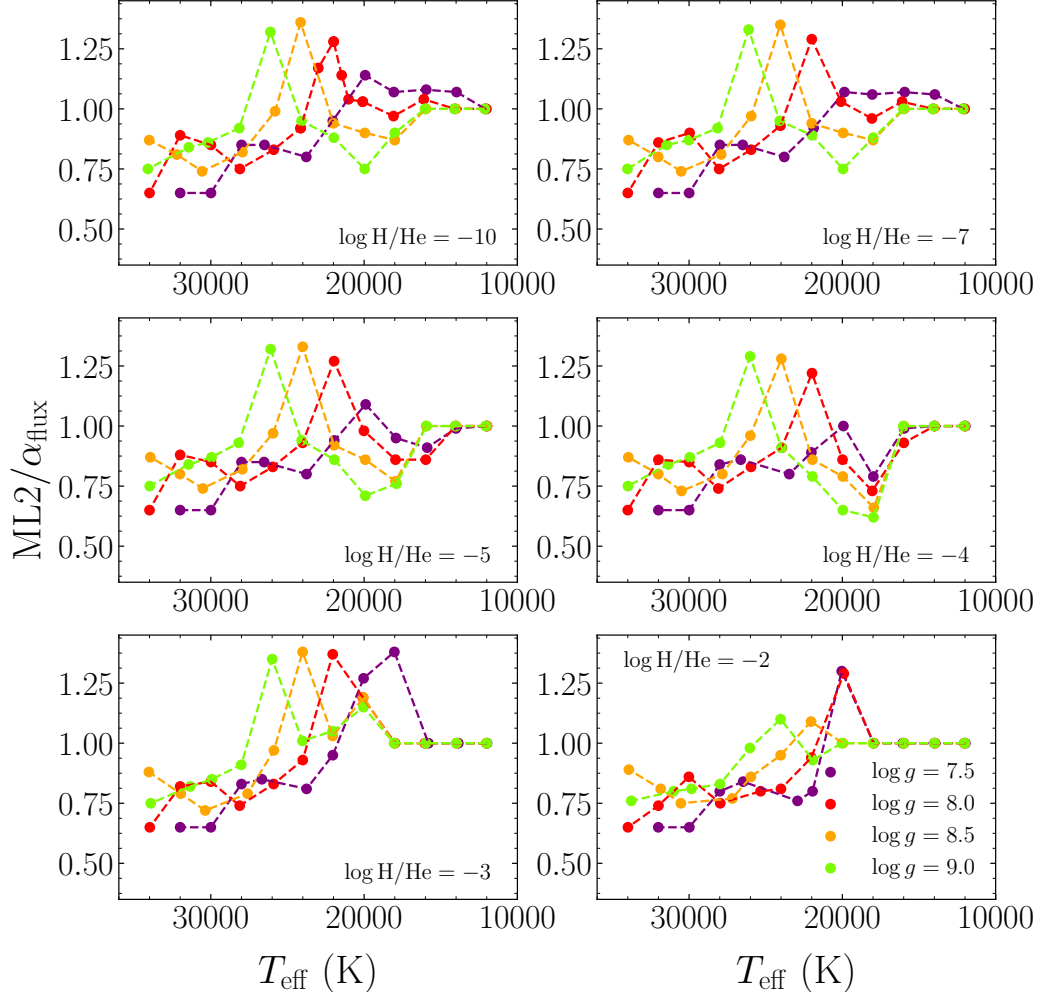 1.25
1.00
0.75
0.50
log H/He = −10
30000 20000 10000
1.25
1.00
0.75
0.50
log H/He = −7
30000 20000 10000
ML2/α_flux
1.25
1.00
0.75
0.50
log H/He = −5
30000 20000 10000
1.25
1.00
0.75
0.50
log H/He = −4
30000 20000 10000
1.25
1.00
0.75
0.50
log H/He = −3
30000 20000 10000
T_eff (K)
log H/He = −2
1.25
1.00
0.75
0.50
log g = 7.5
log g = 8.0
log g = 8.5
log g = 9.0
30000 20000 10000
T_eff (K)